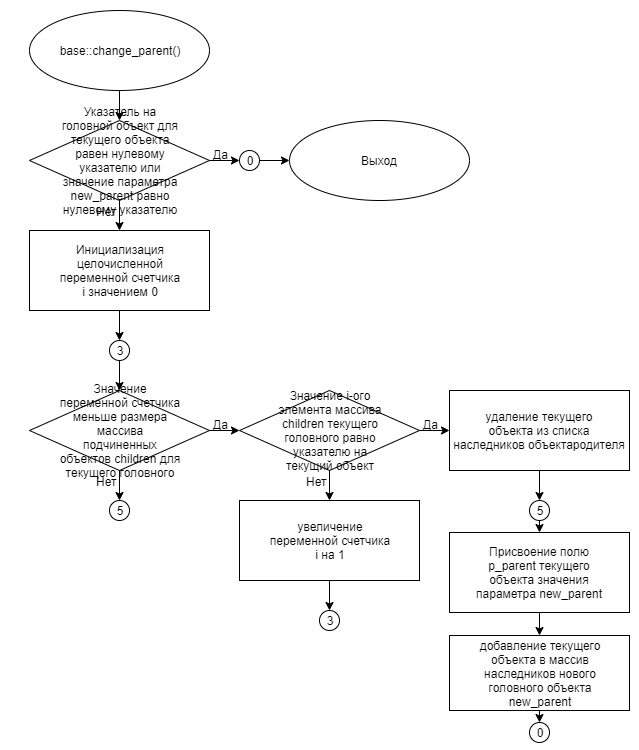 base::change_parent()
Указатель на
головной объект для
текущего объекта
равен нулевому
указателю или
значение параметра
new_parent равно
нулевому указателю
Да
0
Выход
Нет
Инициализация
целочисленной
переменной счетчика
i значением 0
3
Значение
переменной счетчика
меньше размера
массива
подчиненных
объектов children для
текущего головного
Да
Значение i-ого
элемента массива
children текущего
головного равно
указателю на
текущий объект
Да
удаление текущего
объекта из списка
наследников объектародителя
Нет
5
Нет
увеличение
переменной счетчика
i на 1
3
5
Присвоение полю
p_parent текущего
объекта значения
параметра new_parent
добавление текущего
объекта в массив
наследников нового
головного объекта
new_parent
0